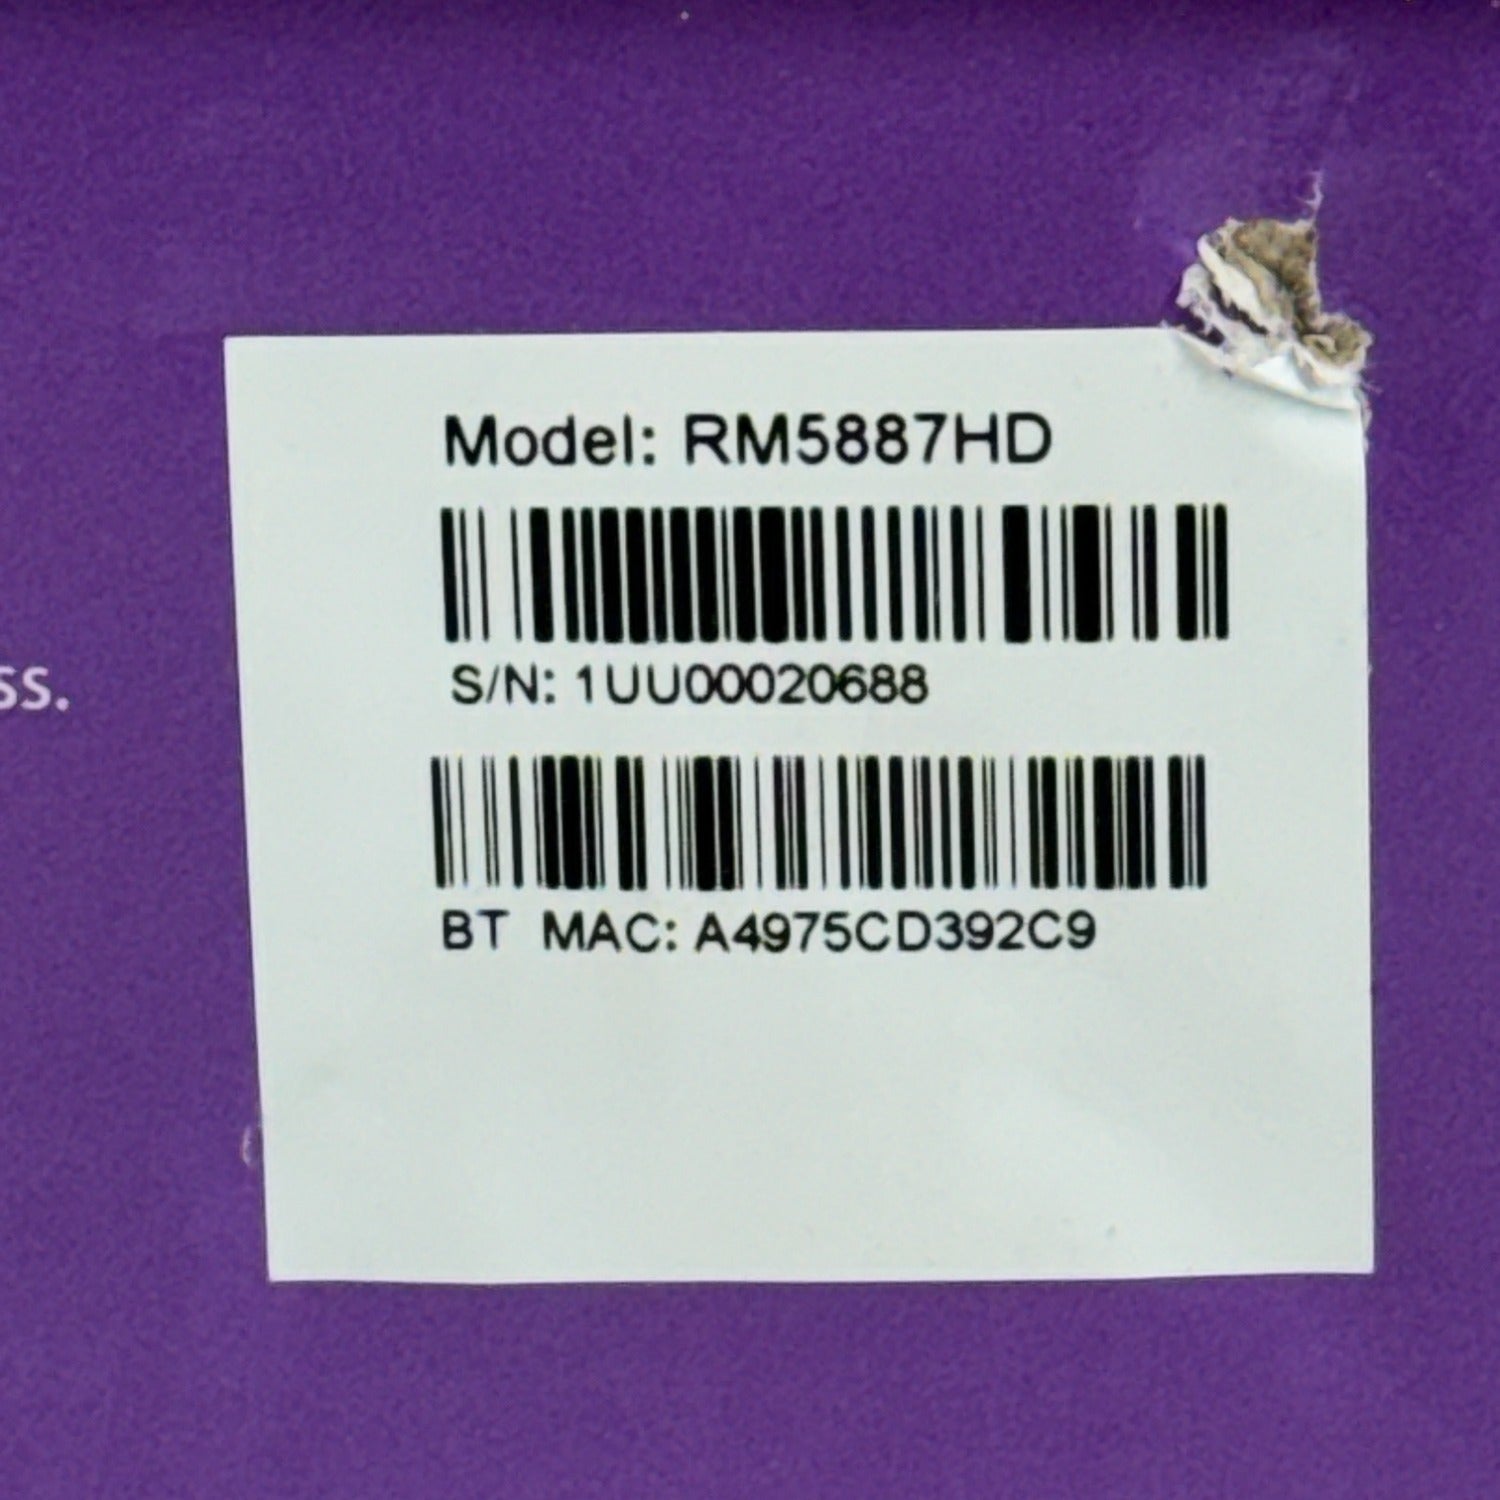 Model: RM5887HD
ss.
S/N: 1UU00020688
BT MAC: A4975CD392C9